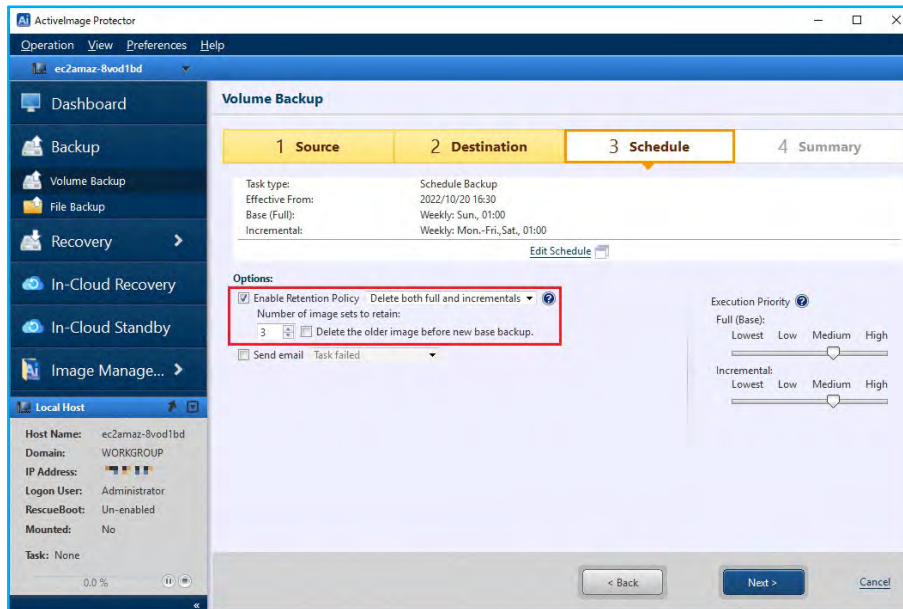 ActiveImage Protector
Operation View Preferences Help
ec2amaz-8vod1bd
Dashboard
Backup
Volume Backup
File Backup
Recovery
In-Cloud Recovery
In-Cloud Standby
Image Manage...
Local Host
Host Name: ec2amaz-8vod1bd
Domain: WORKGROUP
IP Address:
Logon User: Administrator
RescueBoot: Un-enabled
Mounted: No
Task: None
0.0 %
Volume Backup
1 Source 2 Destination 3 Schedule 4 Summary
Task type: Schedule Backup
Effective From: 2022/10/20 16:30
Base (Full): Weekly: Sun., 01:00
Incremental: Weekly: Mon.-Fri.,Sat., 01:00
Edit Schedule
Options:
Enable Retention Policy Delete both full and incrementals
Number of image sets to retain:
3 Delete the older image before new base backup.
Send email Task failed
Execution Priority
Full (Base):
Lowest Low Medium High
Incremental:
Lowest Low Medium High
< Back Next > Cancel